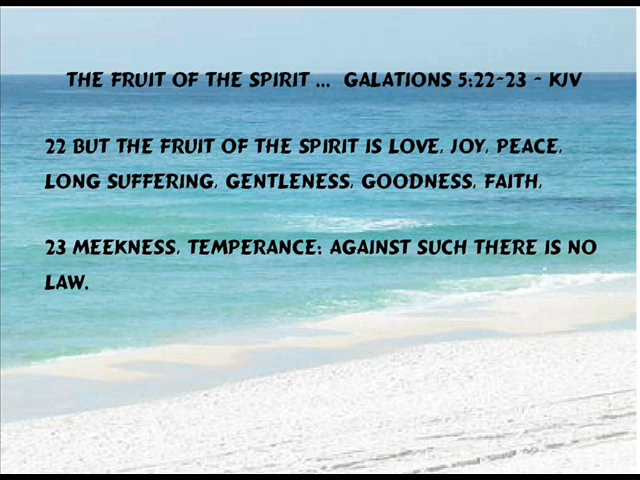 THE FRUIT OF THE SPIRIT ... GALATIONS 5:22-23 ~ KJV
22 BUT THE FRUIT OF THE SPIRIT IS LOVE, JOY, PEACE,
LONG SUFFERING, GENTLENESS, GOODNESS, FAITH,
23 MEEKNESS, TEMPERANCE: AGAINST SUCH THERE IS NO
LAW.